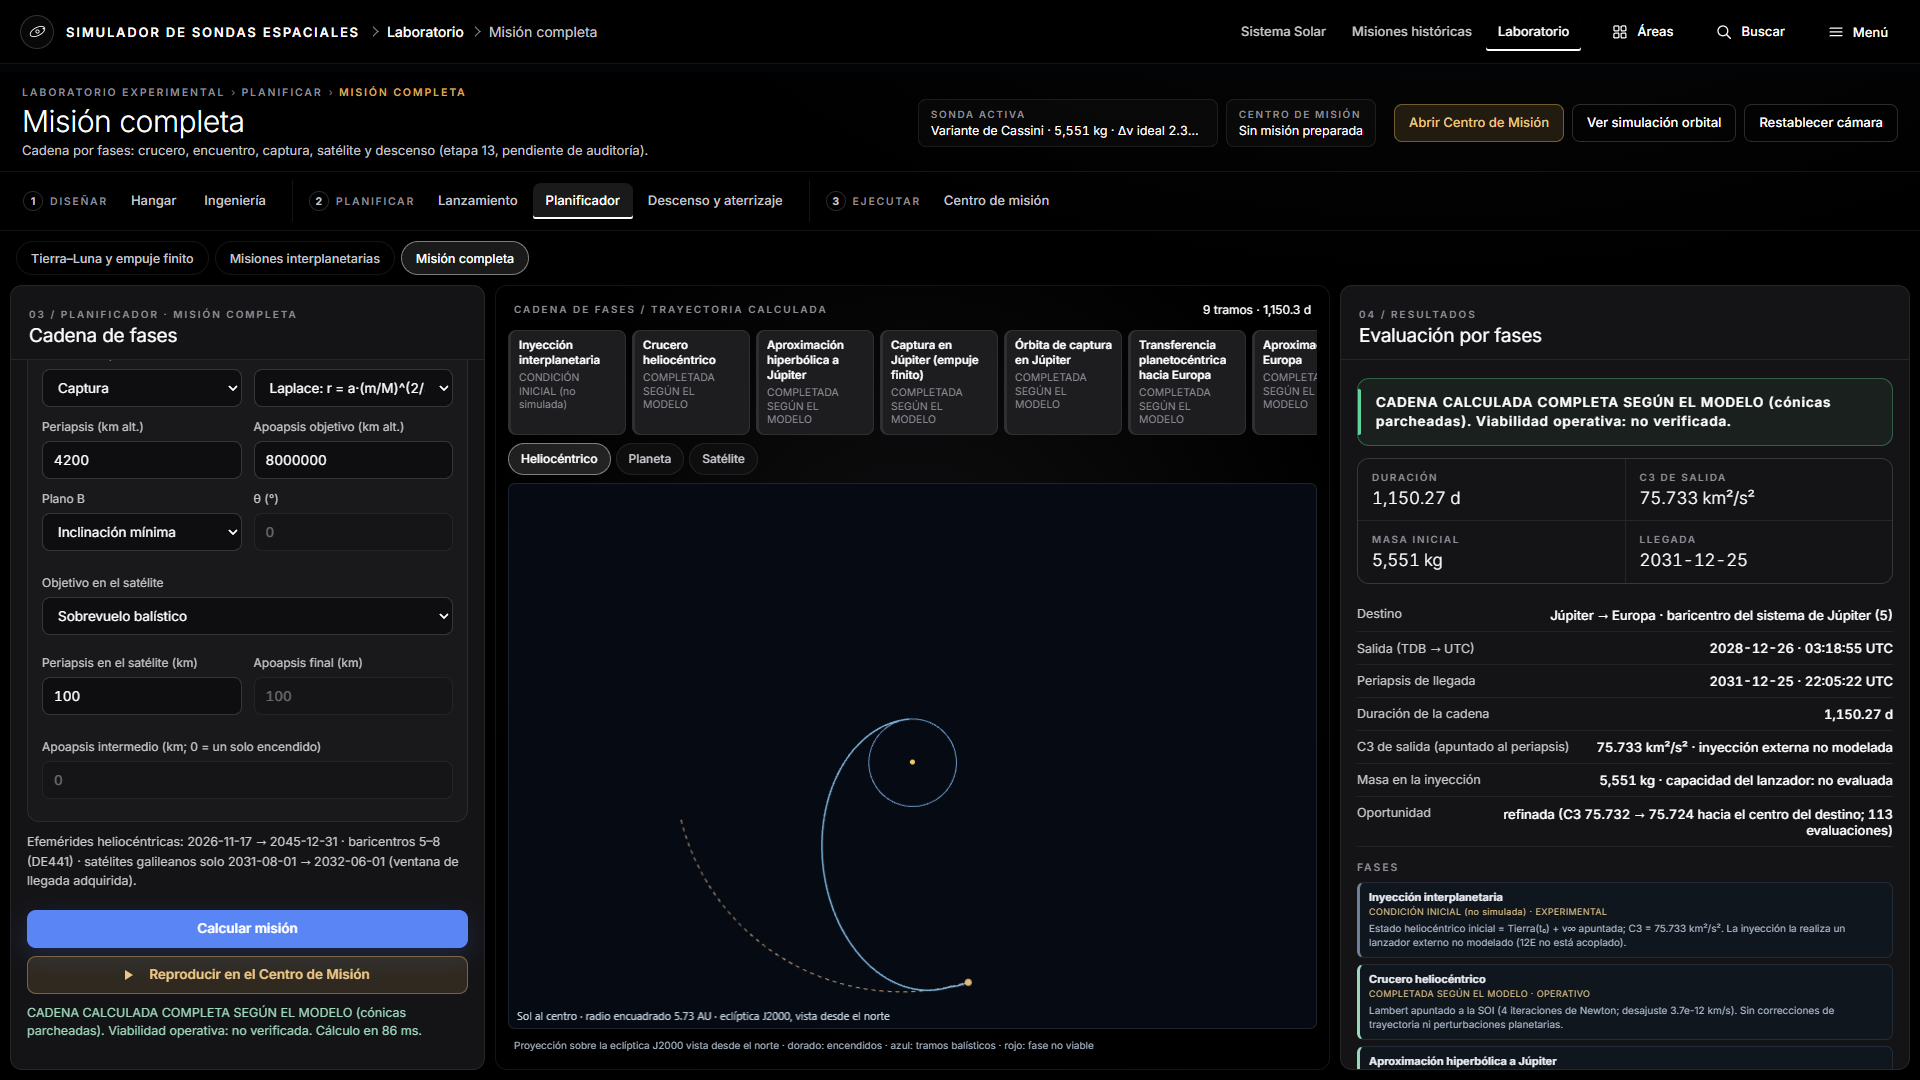 SIMULADOR DE SONDAS ESPACIALES > Laboratorio > Misión completa
Sistema Solar
Misiones históricas
Laboratorio
Áreas
Buscar
Menú
LABORATORIO EXPERIMENTAL › PLANIFICAR › MISIÓN COMPLETA
Misión completa
Cadena por fases: crucero, encuentro, captura, satélite y descenso (etapa 13, pendiente de auditoría).
SONDA ACTIVA
Variante de Cassini · 5,551 kg · Δv ideal 2.3...
CENTRO DE MISIÓN
Sin misión preparada
Abrir Centro de Misión
Ver simulación orbital
Restablecer cámara
1 DISEÑAR
Hangar
Ingeniería
2 PLANIFICAR
Lanzamiento
Planificador
Descenso y aterrizaje
3 EJECUTAR
Centro de misión
Tierra–Luna y empuje finito
Misiones interplanetarias
Misión completa
03 / PLANIFICADOR · MISIÓN COMPLETA
Cadena de fases
Captura
Laplace: r = a·(m/M)^(2/
Periapsis (km alt.)
Apoapsis objetivo (km alt.)
4200
8000000
Plano B
θ (°)
Inclinación mínima
0
Objetivo en el satélite
Sobrevuelo balístico
Periapsis en el satélite (km)
Apoapsis final (km)
100
100
Apoapsis intermedio (km; 0 = un solo encendido)
0
Efemérides heliocéntricas: 2026-11-17 → 2045-12-31 · baricentros 5–8
(DE441) · satélites galileanos solo 2031-08-01 → 2032-06-01 (ventana de
llegada adquirida).
Calcular misión
Reproducir en el Centro de Misión
CADENA CALCULADA COMPLETA SEGÚN EL MODELO (cónicas
parcheadas). Viabilidad operativa: no verificada. Cálculo en 86 ms.
CADENA DE FASES / TRAYECTORIA CALCULADA
9 tramos · 1,150.3 d
Inyección
interplanetaria
CONDICIÓN
INICIAL (no
simulada)
Crucero
heliocéntrico
COMPLETADA
SEGÚN EL
MODELO
Aproximación
hiperbólica a
Júpiter
COMPLETADA
SEGÚN EL
MODELO
Captura en
Júpiter (empuje
finito)
COMPLETADA
SEGÚN EL
MODELO
Órbita de captura
en Júpiter
COMPLETADA
SEGÚN EL
MODELO
Transferencia
planetocéntrica
hacia Europa
COMPLETADA
SEGÚN EL
MODELO
Aproxima
Europa
COMPLETA
SEGÚN EL
MODELO
Heliocéntrico
Planeta
Satélite
Sol al centro · radio encuadrado 5.73 AU · eclíptica J2000, vista desde el norte
Proyección sobre la eclíptica J2000 vista desde el norte · dorado: encendidos · azul: tramos balísticos · rojo: fase no viable
04 / RESULTADOS
Evaluación por fases
CADENA CALCULADA COMPLETA SEGÚN EL MODELO (cónicas
parcheadas). Viabilidad operativa: no verificada.
DURACIÓN
1,150.27 d
C3 DE SALIDA
75.733 km²/s²
MASA INICIAL
5,551 kg
LLEGADA
2031-12-25
Destino
Júpiter → Europa · baricentro del sistema de Júpiter (5)
Salida (TDB → UTC)
2028-12-26 · 03:18:55 UTC
Periapsis de llegada
2031-12-25 · 22:05:22 UTC
Duración de la cadena
1,150.27 d
C3 de salida (apuntado al periapsis)
75.733 km²/s² · inyección externa no modelada
Masa en la inyección
5,551 kg · capacidad del lanzador: no evaluada
Oportunidad
refinada (C3 75.732 → 75.724 hacia el centro del destino; 113
evaluaciones)
FASES
Inyección interplanetaria
CONDICIÓN INICIAL (no simulada) · EXPERIMENTAL
Estado heliocéntrico inicial = Tierra(t₀) + v∞ apuntada; C3 = 75.733 km²/s². La inyección la realiza un
lanzador externo no modelado (12E no está acoplado).
Crucero heliocéntrico
COMPLETADA SEGÚN EL MODELO · OPERATIVO
Lambert apuntado a la SOI (4 iteraciones de Newton; desajuste 3.7e-12 km/s). Sin correcciones de
trayectoria ni perturbaciones planetarias.
Aproximación hiperbólica a Júpiter